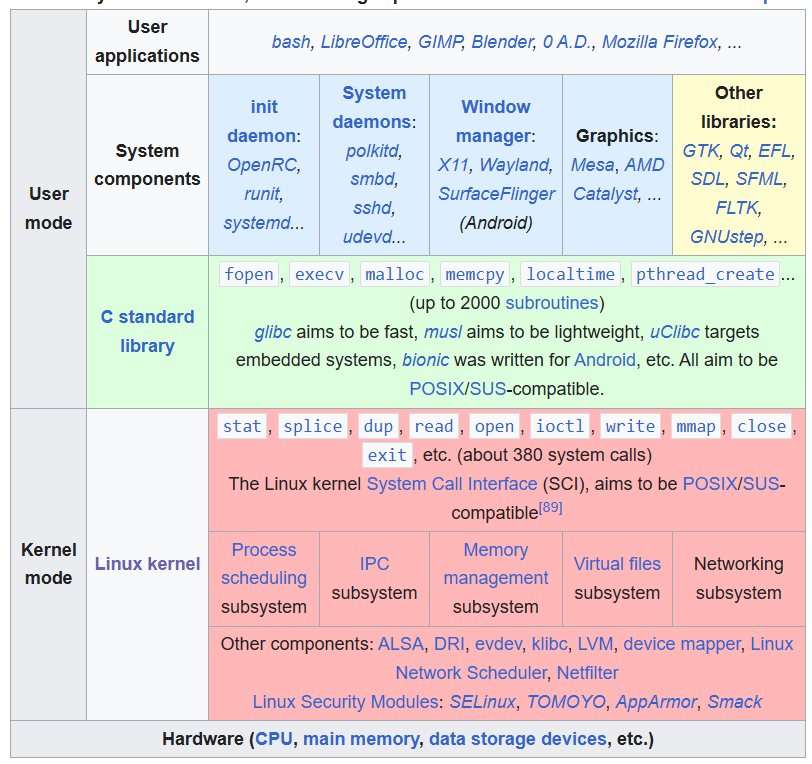 User applications
bash, LibreOffice, GIMP, Blender, 0 A.D., Mozilla Firefox, ...
User mode
System components
init daemon:
OpenRC,
runit,
systemd...
System daemons:
polkitd,
smbd,
sshd,
udevd...
Window manager:
X11, Wayland,
SurfaceFlinger
(Android)
Graphics:
Mesa, AMD
Catalyst, ...
Other libraries:
GTK, Qt, EFL,
SDL, SFML,
FLTK,
GNUstep, ...
C standard library
fopen, execv, malloc, memcpy, localtime, pthread_create...
(up to 2000 subroutines)
glibc aims to be fast, musl aims to be lightweight, uClibc targets
embedded systems, bionic was written for Android, etc. All aim to be
POSIX/SUS-compatible.
Kernel mode
Linux kernel
stat, splice, dup, read, open, ioctl, write, mmap, close,
exit, etc. (about 380 system calls)
The Linux kernel System Call Interface (SCI), aims to be POSIX/SUS-
compatible[89]
Process scheduling subsystem
IPC subsystem
Memory management subsystem
Virtual files subsystem
Networking subsystem
Other components: ALSA, DRI, evdev, klibc, LVM, device mapper, Linux
Network Scheduler, Netfilter
Linux Security Modules: SELinux, TOMOYO, AppArmor, Smack
Hardware (CPU, main memory, data storage devices, etc.)